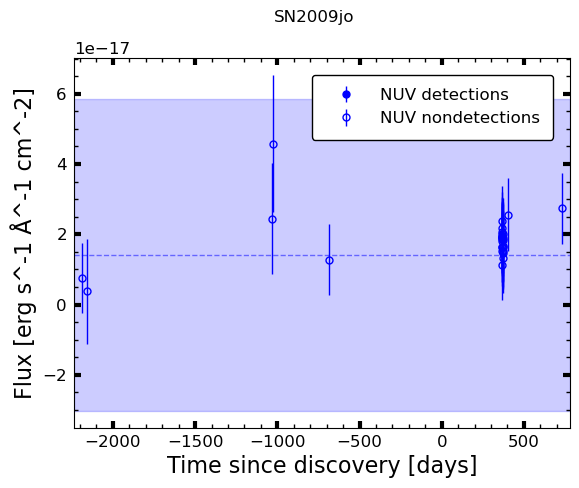 SN2009jo
1e−17
NUV detections
NUV nondetections
6
4
2
0
−2
Flux [erg s^-1 Å^-1 cm^-2]
−2000 −1500 −1000 −500 0 500
Time since discovery [days]